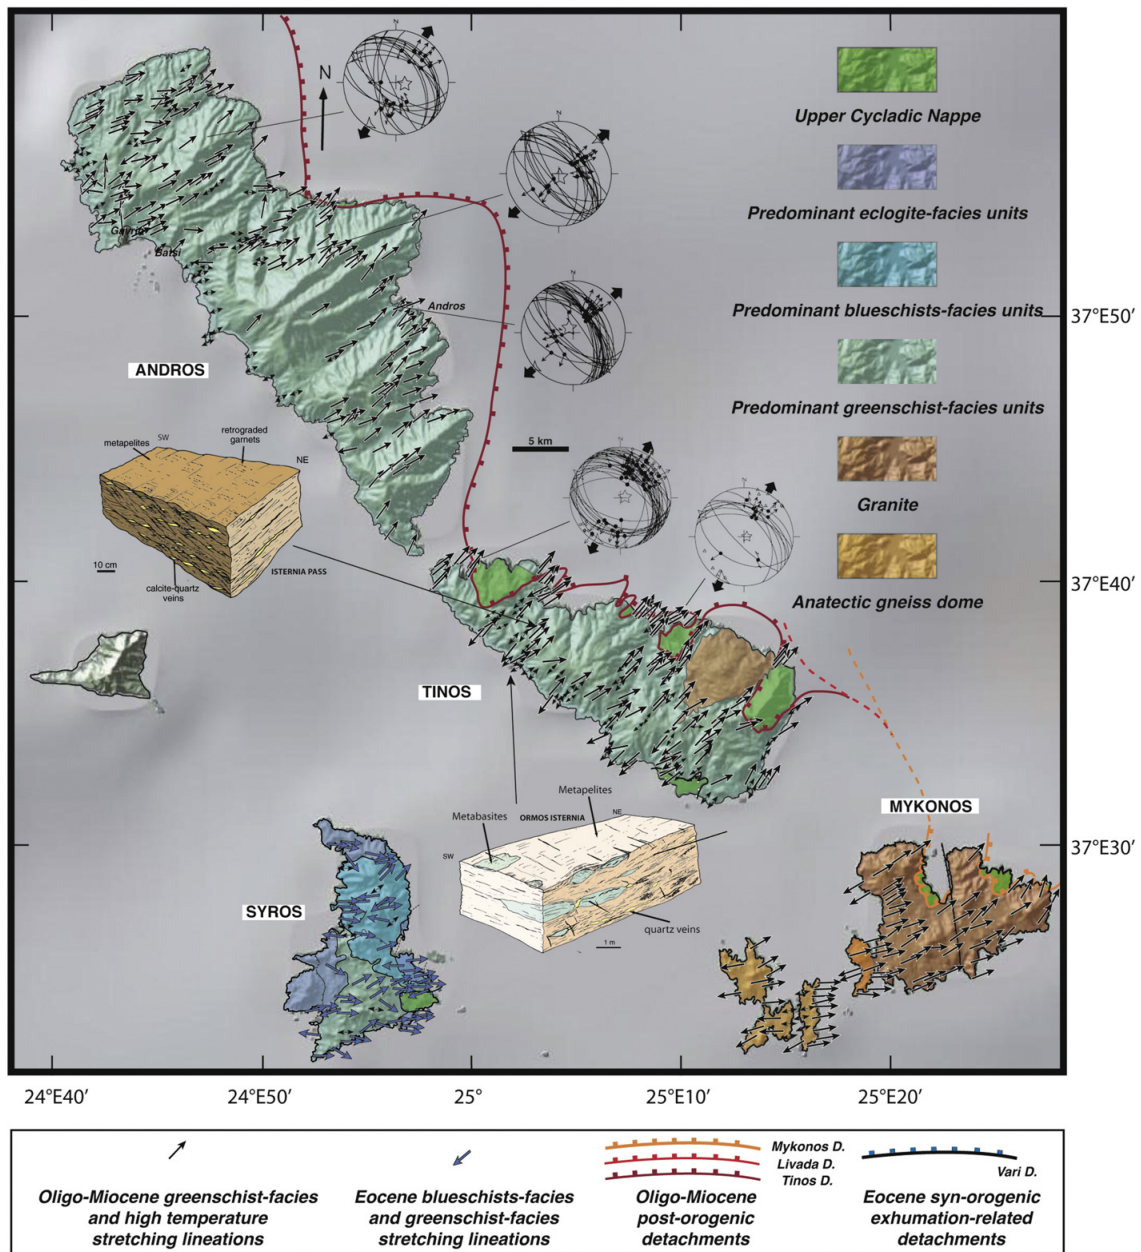 N
N
N
N
N
N
Upper Cycladic Nappe
Predominant eclogite-facies units
Predominant blueschists-facies units
Predominant greenschist-facies units
Granite
Anatectic gneiss dome
Gavrio
Batsi
Andros
ANDROS
5 km
37°E50'
37°E40'
37°E30'
metapelites
SW
retrograded
garnets
NE
10 cm
ISTERNIA PASS
calcite-quartz
veins
TINOS
Metapelites
Metabasites
ORMOS ISTERNIA
NE
SW
quartz veins
1 m
MYKONOS
SYROS
24°E40'
24°E50'
25°
25°E10'
25°E20'
Mykonos D.
Livada D.
Tinos D.
Vari D.
Oligo-Miocene greenschist-facies
and high temperature
stretching lineations
Eocene blueschists-facies
and greenschist-facies
stretching lineations
Oligo-Miocene
post-orogenic
detachments
Eocene syn-orogenic
exhumation-related
detachments